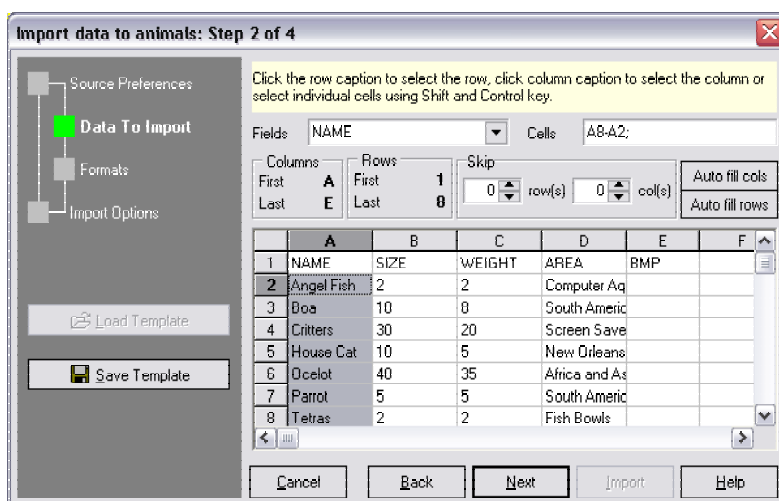 Import data to animals: Step 2 of 4
Source Preferences
Data To Import
Formats
Import Options
Load Template
Save Template
Click the row caption to select the row, click column caption to select the column or
select individual cells using Shift and Control key.
Fields NAME Cells A8-A2;
Columns Rows Skip
First A First 1 0 row(s) 0 col(s) Auto fill cols
Last E Last 8 Auto fill rows
A B C D E F
1 NAME SIZE WEIGHT AREA BMP
2 Angel Fish 2 2 Computer Aq
3 Boa 10 8 South Americ
4 Critters 30 20 Screen Save
5 House Cat 10 5 New Orleans
6 Ocelot 40 35 Africa and As
7 Parrot 5 5 South Americ
8 Tetras 2 2 Fish Bowls
Cancel Back Next Import Help